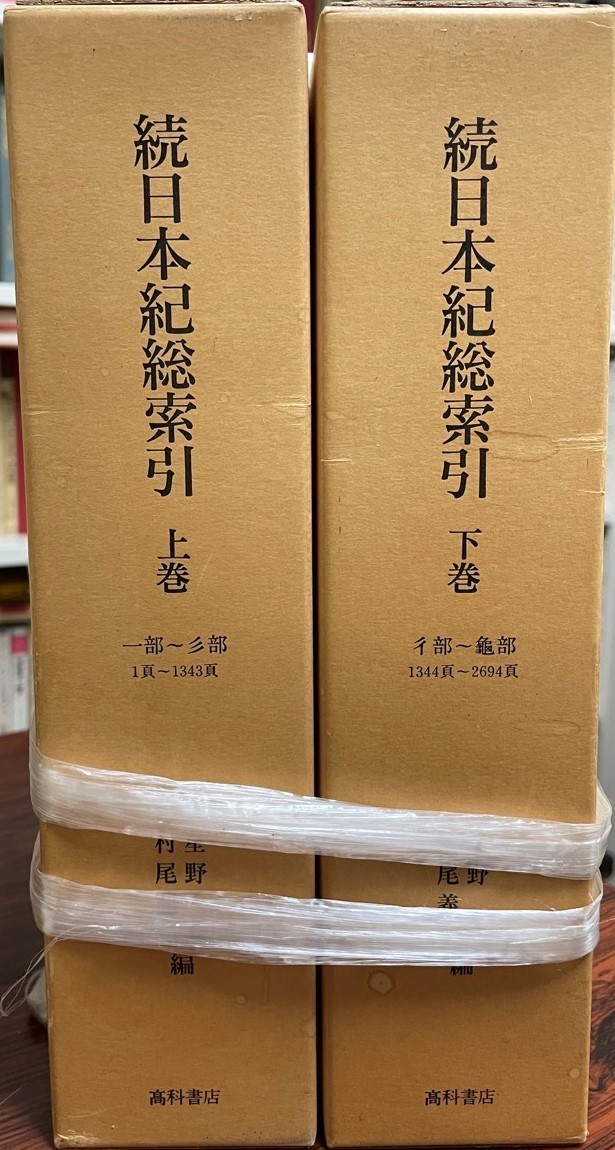 続日本紀総索引
上巻
一部〜彡部
1頁〜1343頁
星野
村尾
編
高科書店
続日本紀総索引
下巻
彳部〜龜部
1344頁〜2694頁
野
尾義
編
高科書店